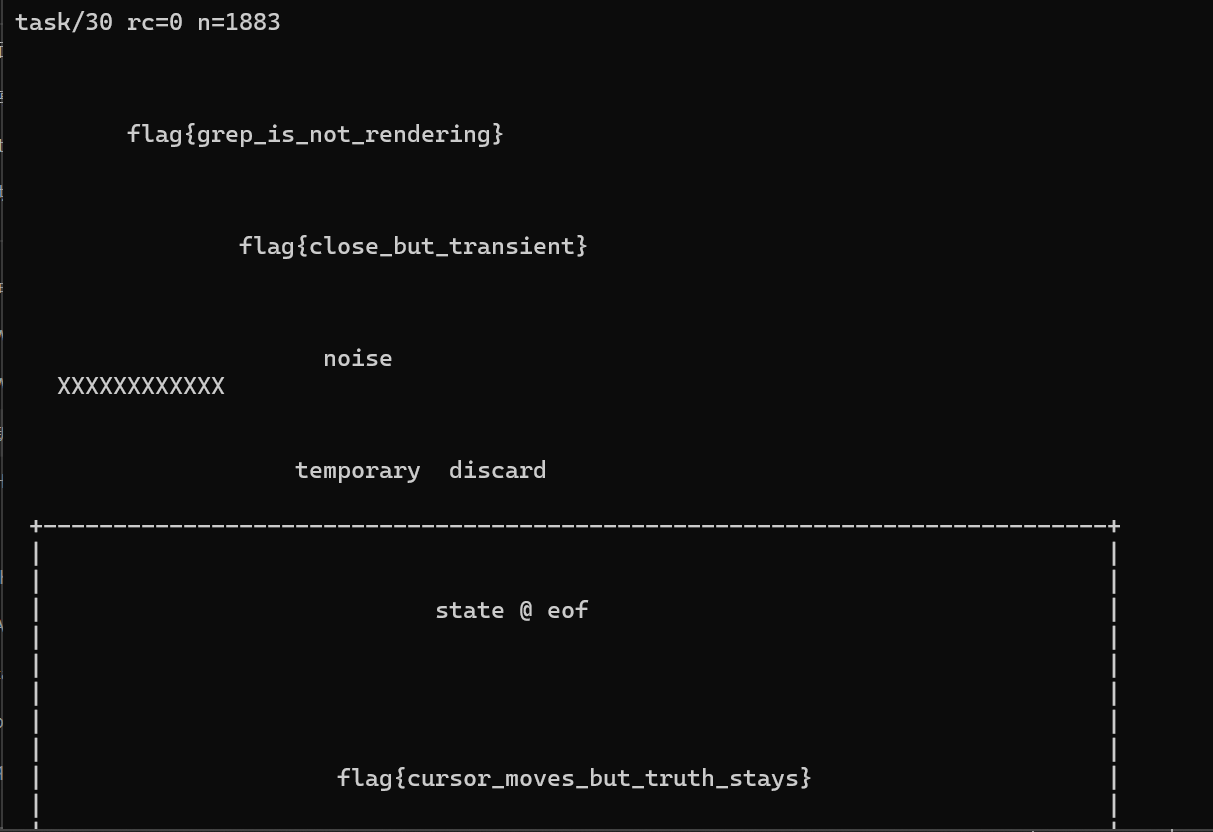 task/30 rc=0 n=1883
flag{grep_is_not_rendering}
flag{close_but_transient}
noise
XXXXXXXXXXXX
temporary  discard
state @ eof
flag{cursor_moves_but_truth_stays}